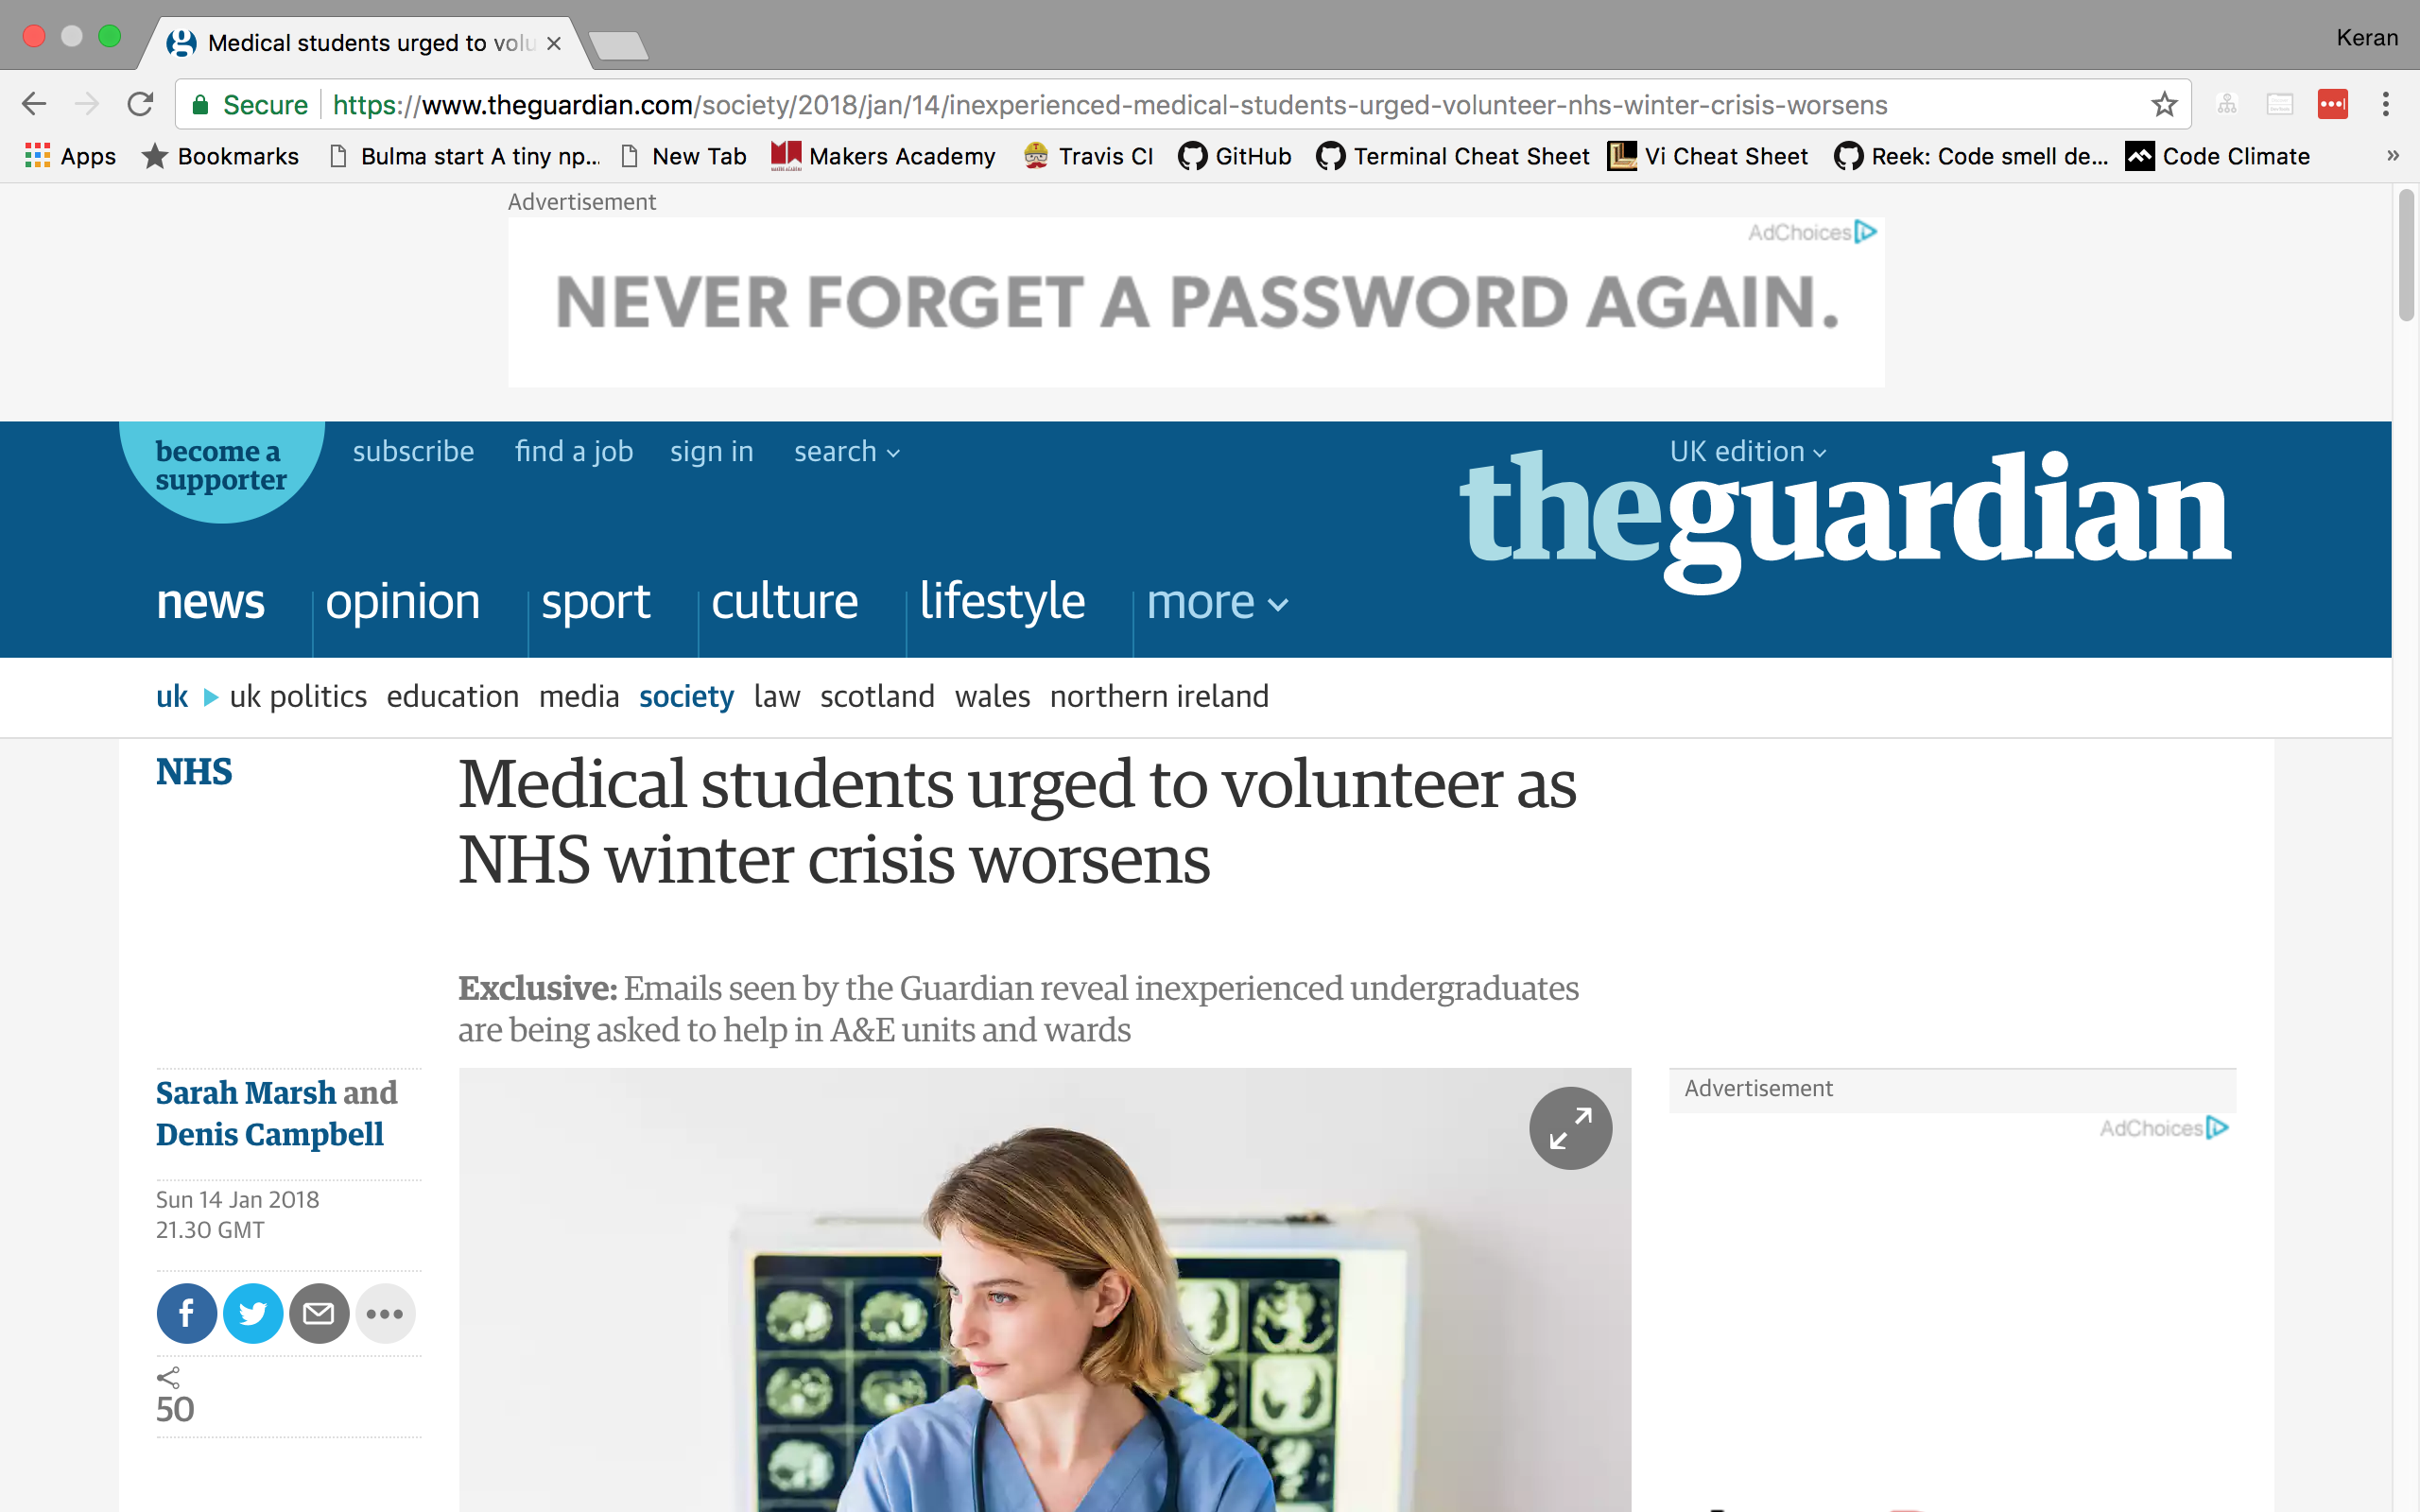 Medical students urged to volu
Keran
Secure https://www.theguardian.com/society/2018/jan/14/inexperienced-medical-students-urged-volunteer-nhs-winter-crisis-worsens
Apps Bookmarks Bulma start A tiny np... New Tab Makers Academy Travis CI GitHub Terminal Cheat Sheet Vi Cheat Sheet Reek: Code smell de... Code Climate »
Advertisement
AdChoices
NEVER FORGET A PASSWORD AGAIN.
become a
supporter
subscribe find a job sign in search
UK edition
theguardian
news opinion sport culture lifestyle more
uk uk politics education media society law scotland wales northern ireland
NHS
Medical students urged to volunteer as
NHS winter crisis worsens
Exclusive: Emails seen by the Guardian reveal inexperienced undergraduates
are being asked to help in A&E units and wards
Sarah Marsh and
Denis Campbell
Sun 14 Jan 2018
21.30 GMT
50
Advertisement
AdChoices